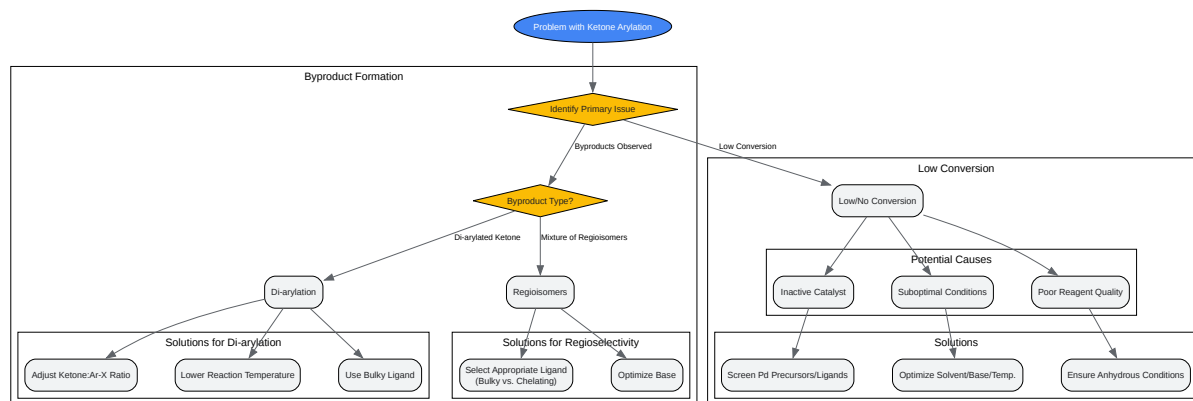 Problem with Ketone Arylation
Byproduct Formation
Identify Primary Issue
Byproducts Observed
Low Conversion
Low Conversion
Byproduct Type?
Low/No Conversion
Di-arylated Ketone
Mixture of Regioisomers
Potential Causes
Di-arylation
Regioisomers
Inactive Catalyst
Suboptimal Conditions
Poor Reagent Quality
Solutions for Di-arylation
Solutions for Regioselectivity
Solutions
Adjust Ketone:Ar-X Ratio
Lower Reaction Temperature
Use Bulky Ligand
Select Appropriate Ligand
(Bulky vs. Chelating)
Optimize Base
Screen Pd Precursors/Ligands
Optimize Solvent/Base/Temp.
Ensure Anhydrous Conditions